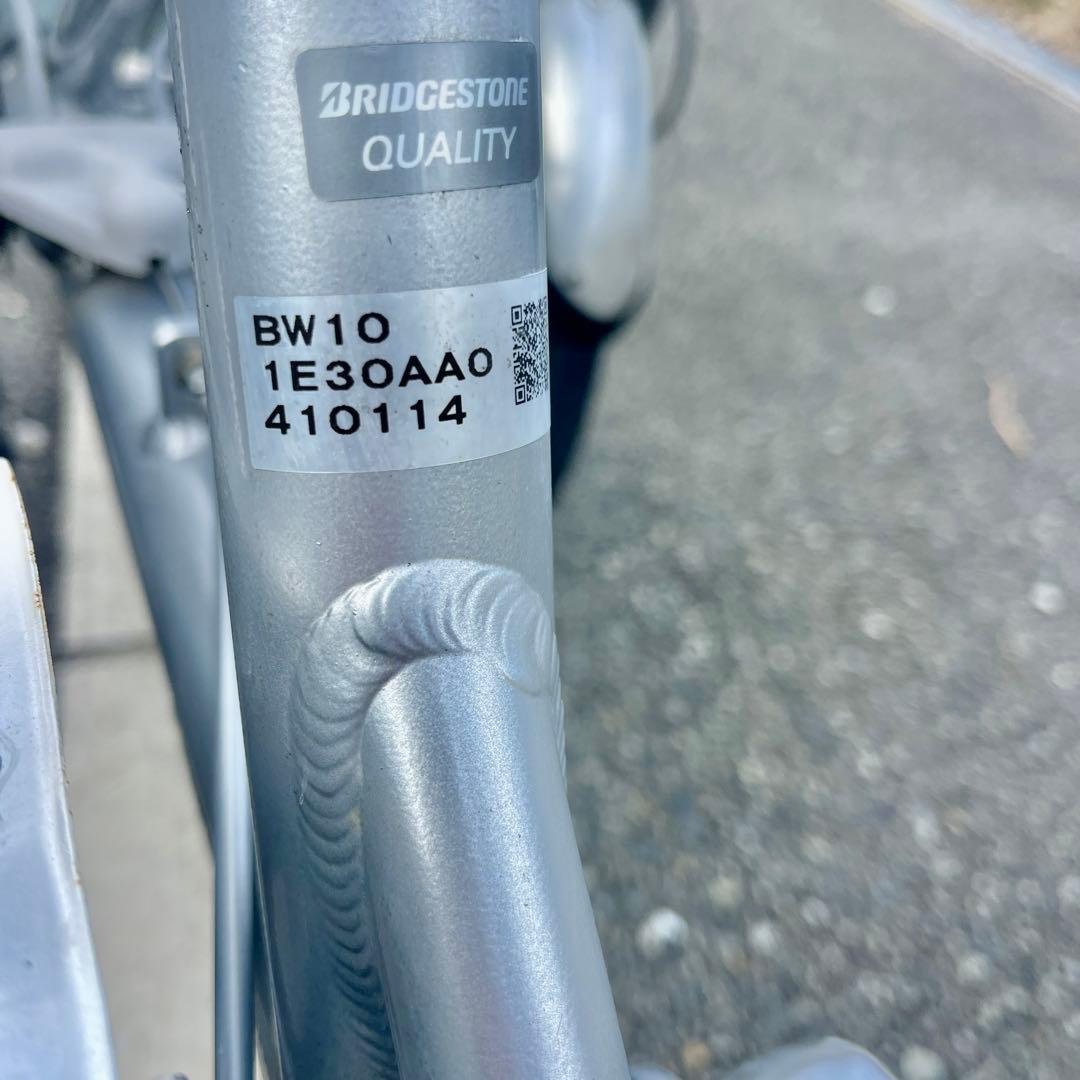 BRIDGESTONE
QUALITY
BW10
1E30AA0
410114